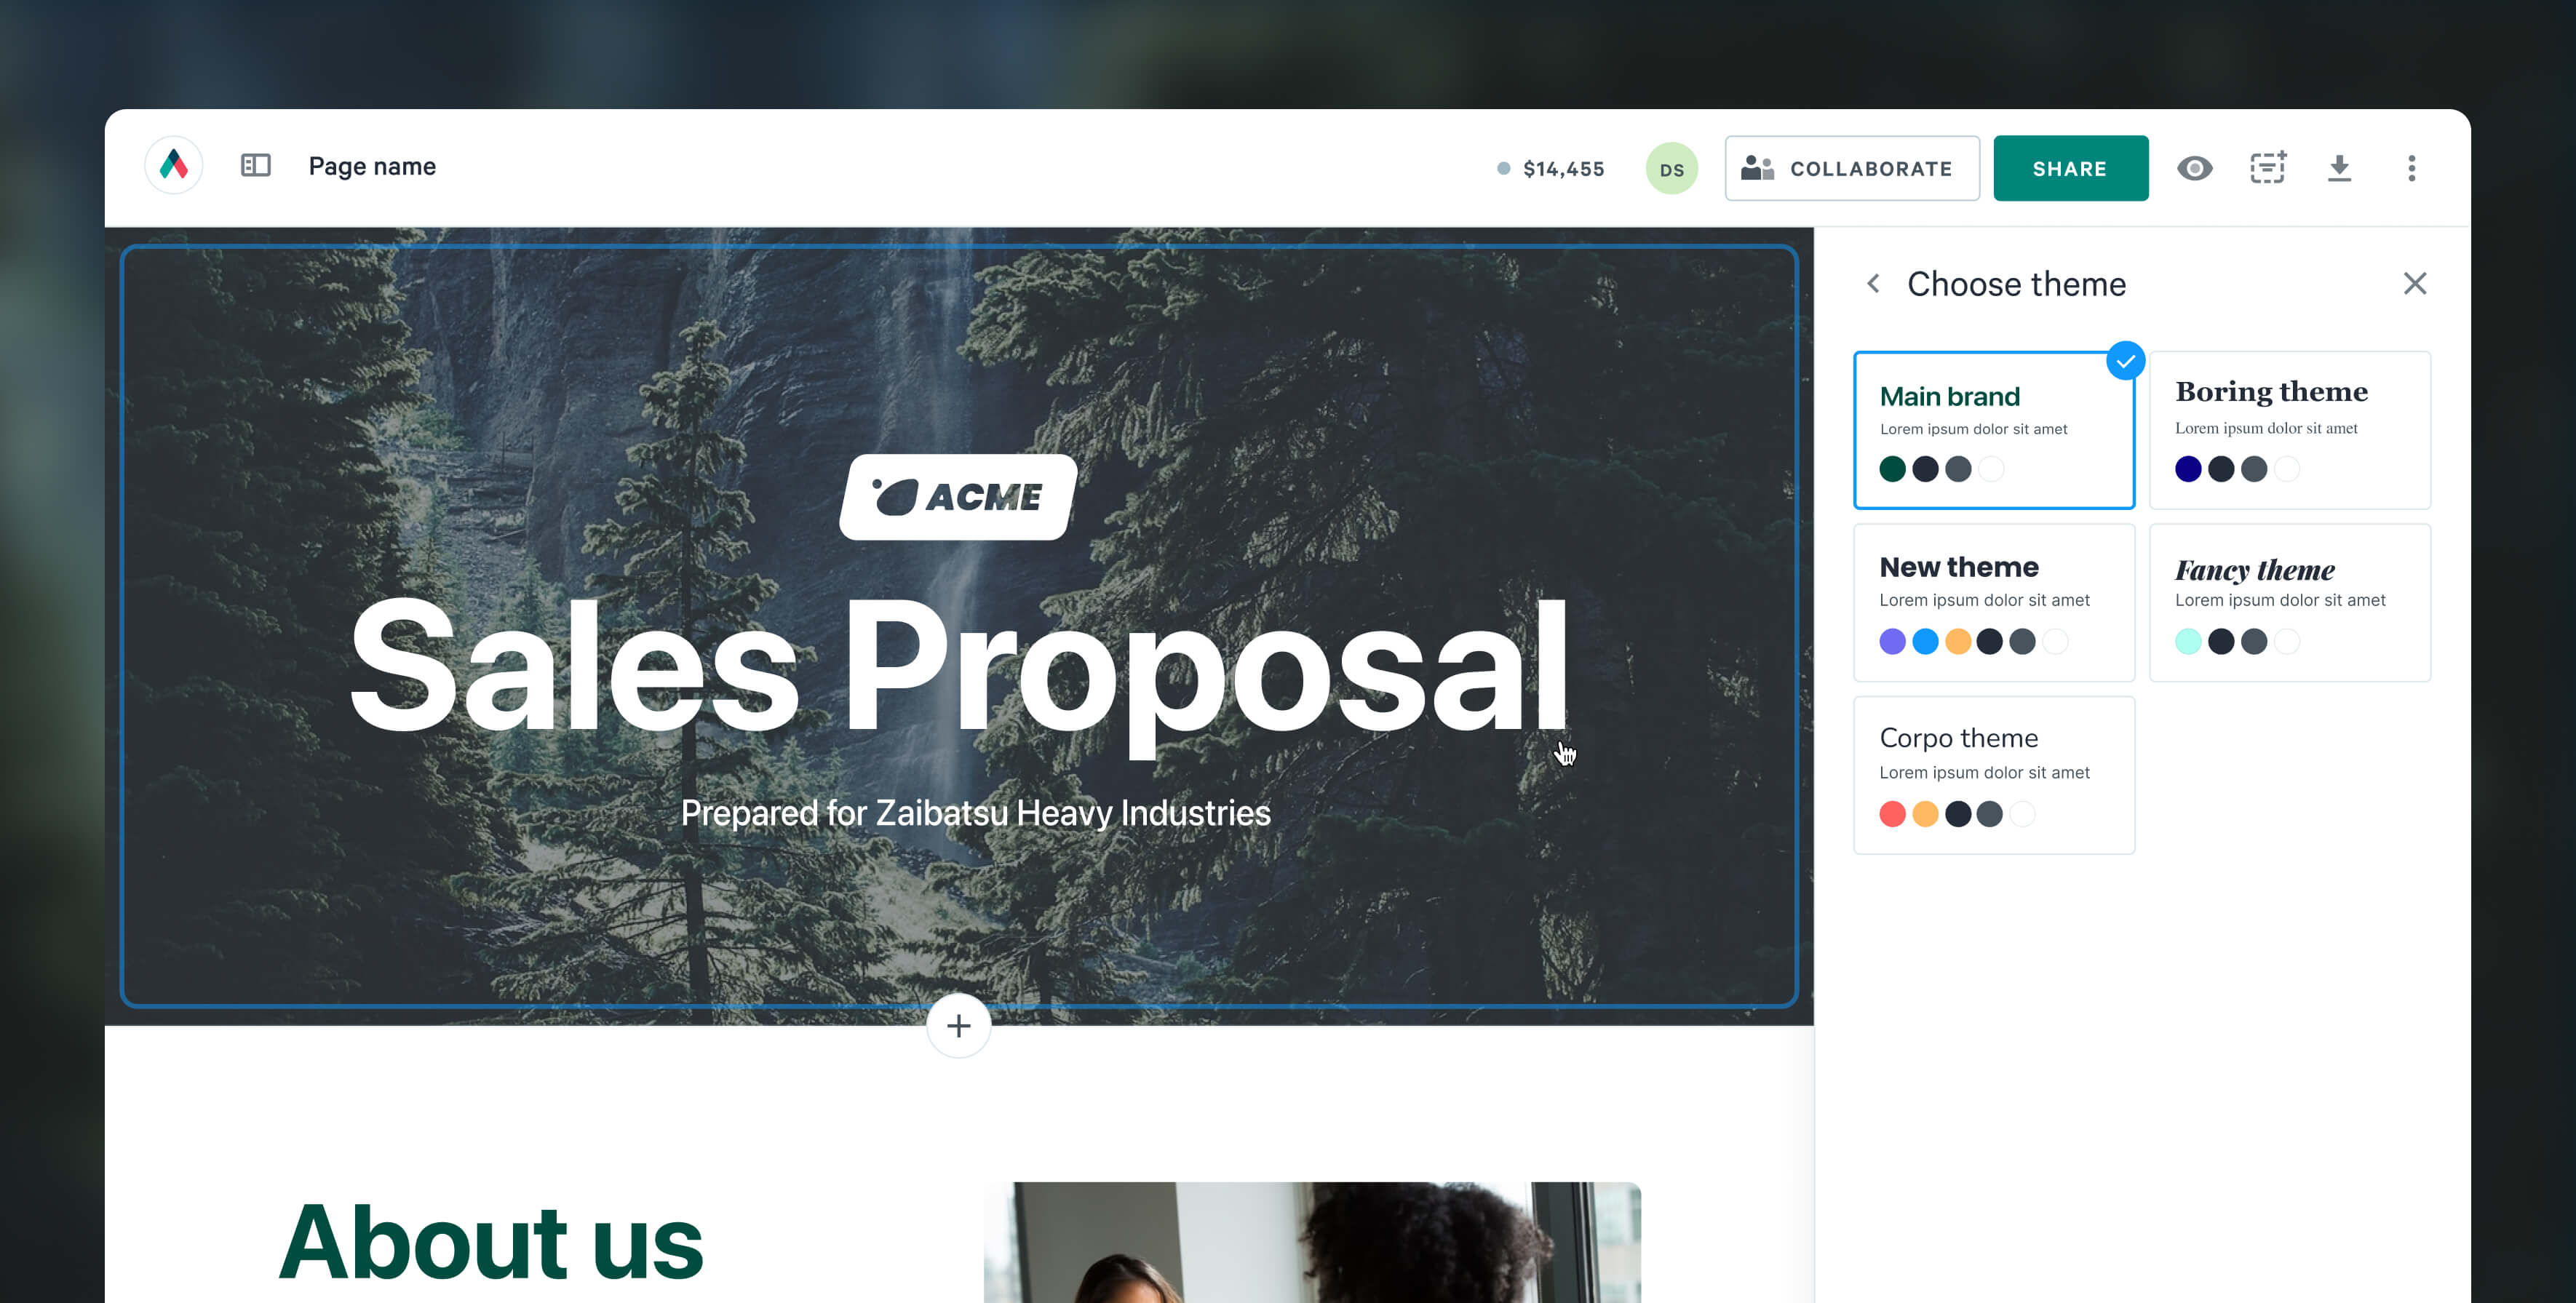 Page name
$14,455
DS
COLLABORATE
SHARE
ACME
Sales Proposal
Prepared for Zaibatsu Heavy Industries
About us
Choose theme
Main brand
Lorem ipsum dolor sit amet
Boring theme
Lorem ipsum dolor sit amet
New theme
Lorem ipsum dolor sit amet
Fancy theme
Lorem ipsum dolor sit amet
Corpo theme
Lorem ipsum dolor sit amet